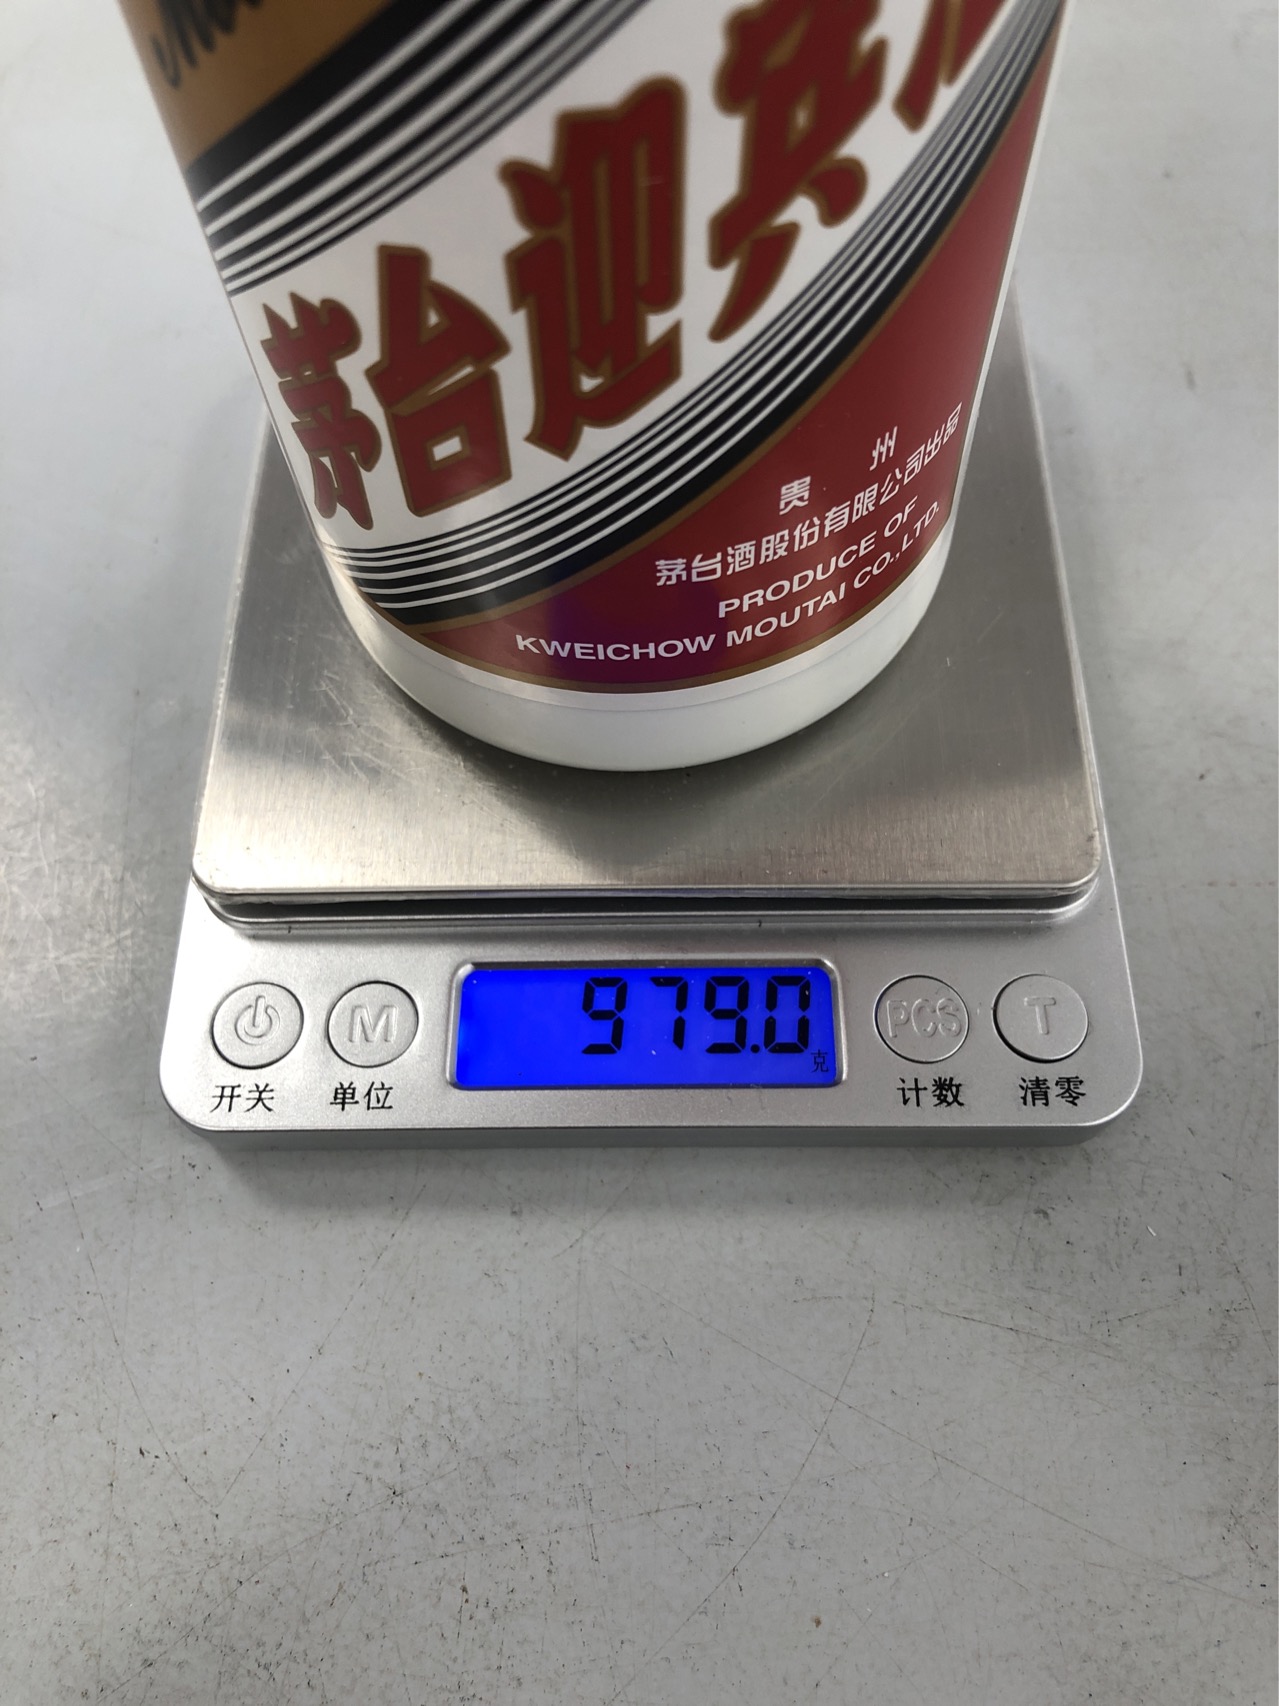 茅台迎宾
贵州
茅台酒股份有限公司出品
PRODUCE OF
KWEICHOW MOUTAI CO.,LTD.
979.0
克
M PCS T
开关 单位 计数 清零